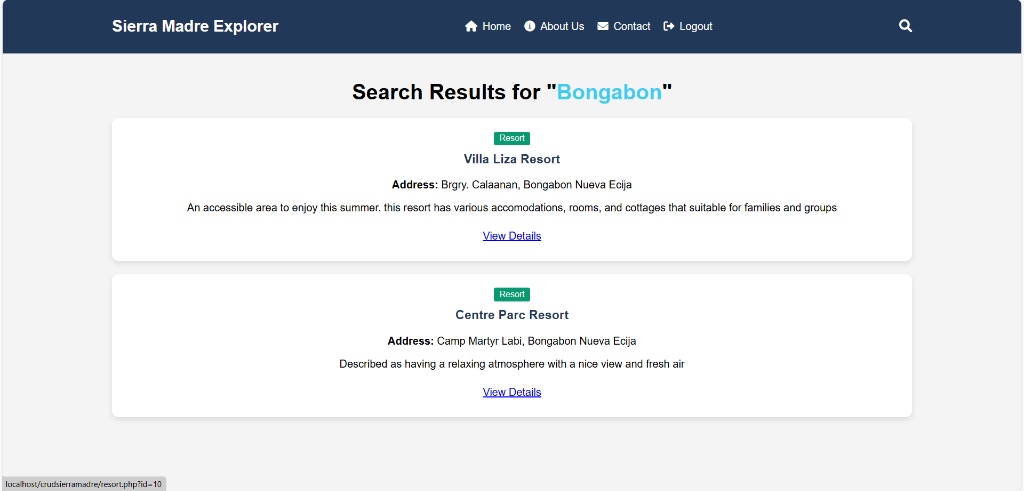 Sierra Madre Explorer
Home About Us Contact Logout
Search Results for "Bongabon"
Resort
Villa Liza Resort
Address: Brgry. Calaanan, Bongabon Nueva Ecija
An accessible area to enjoy this summer. this resort has various accomodations, rooms, and cottages that suitable for families and groups
View Details
Resort
Centre Parc Resort
Address: Camp Martyr Labi, Bongabon Nueva Ecija
Described as having a relaxing atmosphere with a nice view and fresh air
View Details
localhost/crudsierramadre/resort.php?id=10